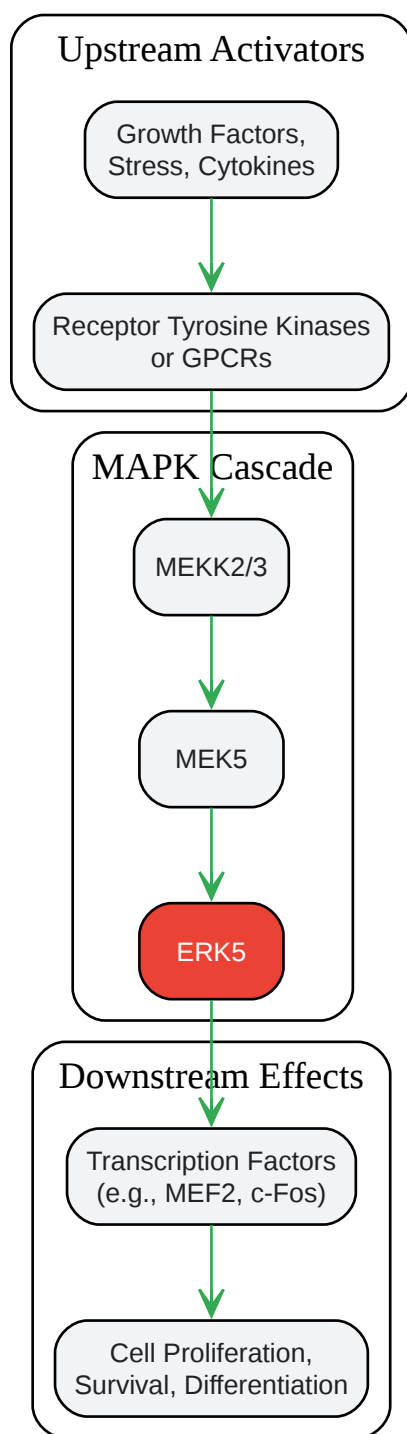 Upstream Activators
Growth Factors,
Stress, Cytokines
Receptor Tyrosine Kinases
or GPCRs
MAPK Cascade
MEKK2/3
MEK5
ERK5
Downstream Effects
Transcription Factors
(e.g., MEF2, c-Fos)
Cell Proliferation,
Survival, Differentiation